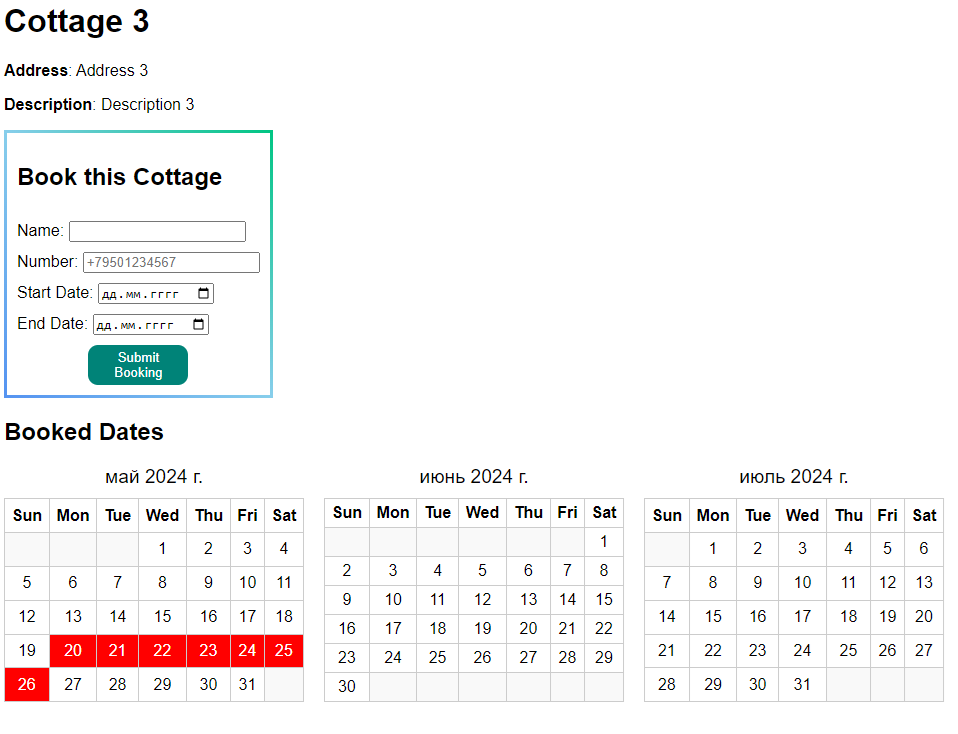 Cottage 3
Address: Address 3
Description: Description 3
Book this Cottage
Name:
Number: +79501234567
Start Date: дд.мм.гггг
End Date: дд.мм.гггг
Submit
Booking
Booked Dates
май 2024 г.
Sun Mon Tue Wed Thu Fri Sat
1 2 3 4
5 6 7 8 9 10 11
12 13 14 15 16 17 18
19 20 21 22 23 24 25
26 27 28 29 30 31
июнь 2024 г.
Sun Mon Tue Wed Thu Fri Sat
1
2 3 4 5 6 7 8
9 10 11 12 13 14 15
16 17 18 19 20 21 22
23 24 25 26 27 28 29
30
июль 2024 г.
Sun Mon Tue Wed Thu Fri Sat
1 2 3 4 5 6
7 8 9 10 11 12 13
14 15 16 17 18 19 20
21 22 23 24 25 26 27
28 29 30 31